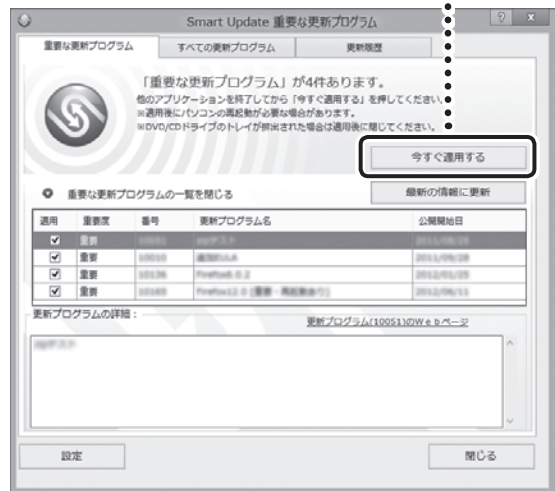 Smart Update 重要な更新プログラム
重要な更新プログラム すべての更新プログラム 更新履歴
「重要な更新プログラム」が4件あります。
他のアプリケーションを終了してから「今すぐ適用する」を押してください。
※適用後にパソコンの再起動が必要な場合があります。
※DVD/CDドライブのトレイが排出された場合は適用後に閉じてください。
今すぐ適用する
重要な更新プログラムの一覧を閉じる 最新の情報に更新
適用 重要度 番号 更新プログラム名 公開開始日
重要
重要
重要
重要
更新プログラムの詳細:
更新プログラム(10051)のWebページ
設定 閉じる